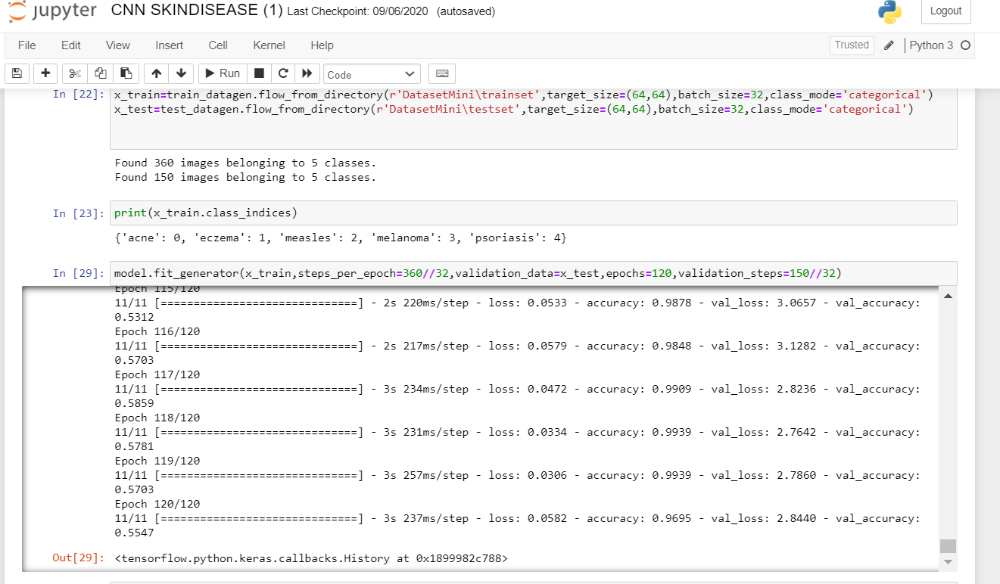 jupyter CNN SKINDISEASE (1) Last Checkpoint: 09/06/2020 (autosaved)
Logout
File Edit View Insert Cell Kernel Help
Trusted
Python 3
Run
Code
In [22]: x_train=train_datagen.flow_from_directory(r'DatasetMini\trainset',target_size=(64,64),batch_size=32,class_mode='categorical')
x_test=test_datagen.flow_from_directory(r'DatasetMini\testset',target_size=(64,64),batch_size=32,class_mode='categorical')
Found 360 images belonging to 5 classes.
Found 150 images belonging to 5 classes.
In [23]: print(x_train.class_indices)
{'acne': 0, 'eczema': 1, 'measles': 2, 'melanoma': 3, 'psoriasis': 4}
In [29]: model.fit_generator(x_train,steps_per_epoch=360//32,validation_data=x_test,epochs=120,validation_steps=150//32)
Epoch 115/120
11/11 [==============================] - 2s 220ms/step - loss: 0.0533 - accuracy: 0.9878 - val_loss: 3.0657 - val_accuracy:
0.5312
Epoch 116/120
11/11 [==============================] - 2s 217ms/step - loss: 0.0579 - accuracy: 0.9848 - val_loss: 3.1282 - val_accuracy:
0.5703
Epoch 117/120
11/11 [==============================] - 3s 234ms/step - loss: 0.0472 - accuracy: 0.9909 - val_loss: 2.8236 - val_accuracy:
0.5859
Epoch 118/120
11/11 [==============================] - 3s 231ms/step - loss: 0.0334 - accuracy: 0.9939 - val_loss: 2.7642 - val_accuracy:
0.5781
Epoch 119/120
11/11 [==============================] - 3s 257ms/step - loss: 0.0306 - accuracy: 0.9939 - val_loss: 2.7860 - val_accuracy:
0.5703
Epoch 120/120
11/11 [==============================] - 3s 237ms/step - loss: 0.0582 - accuracy: 0.9695 - val_loss: 2.8440 - val_accuracy:
0.5547
Out[29]: <tensorflow.python.keras.callbacks.History at 0x1899982c788>